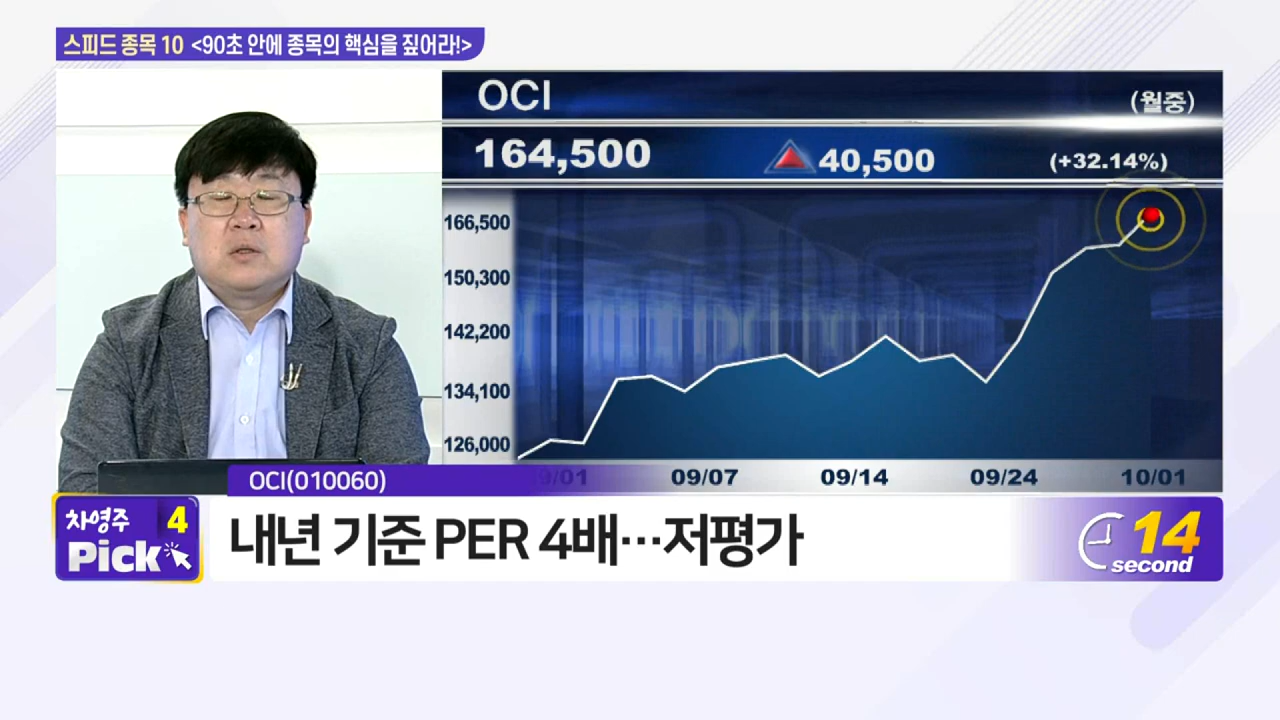 스피드 종목 10 <90초 안에 종목의 핵심을 짚어라!>
OCI
(월중)
164,500 ▲ 40,500 (+32.14%)
166,500
150,300
142,200
134,100
126,000
09/01 09/07 09/14 09/24 10/01
OCI(010060)
차영주 4
Pick
내년 기준 PER 4배…저평가
14
second